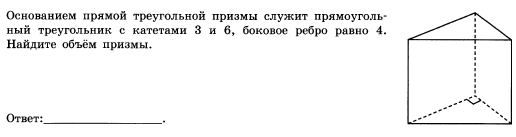 Основанием прямой треугольной призмы служит прямоуголь-
ный треугольник с катетами 3 и 6, боковое ребро равно 4.
Найдите объём призмы.
Ответ:____________________.